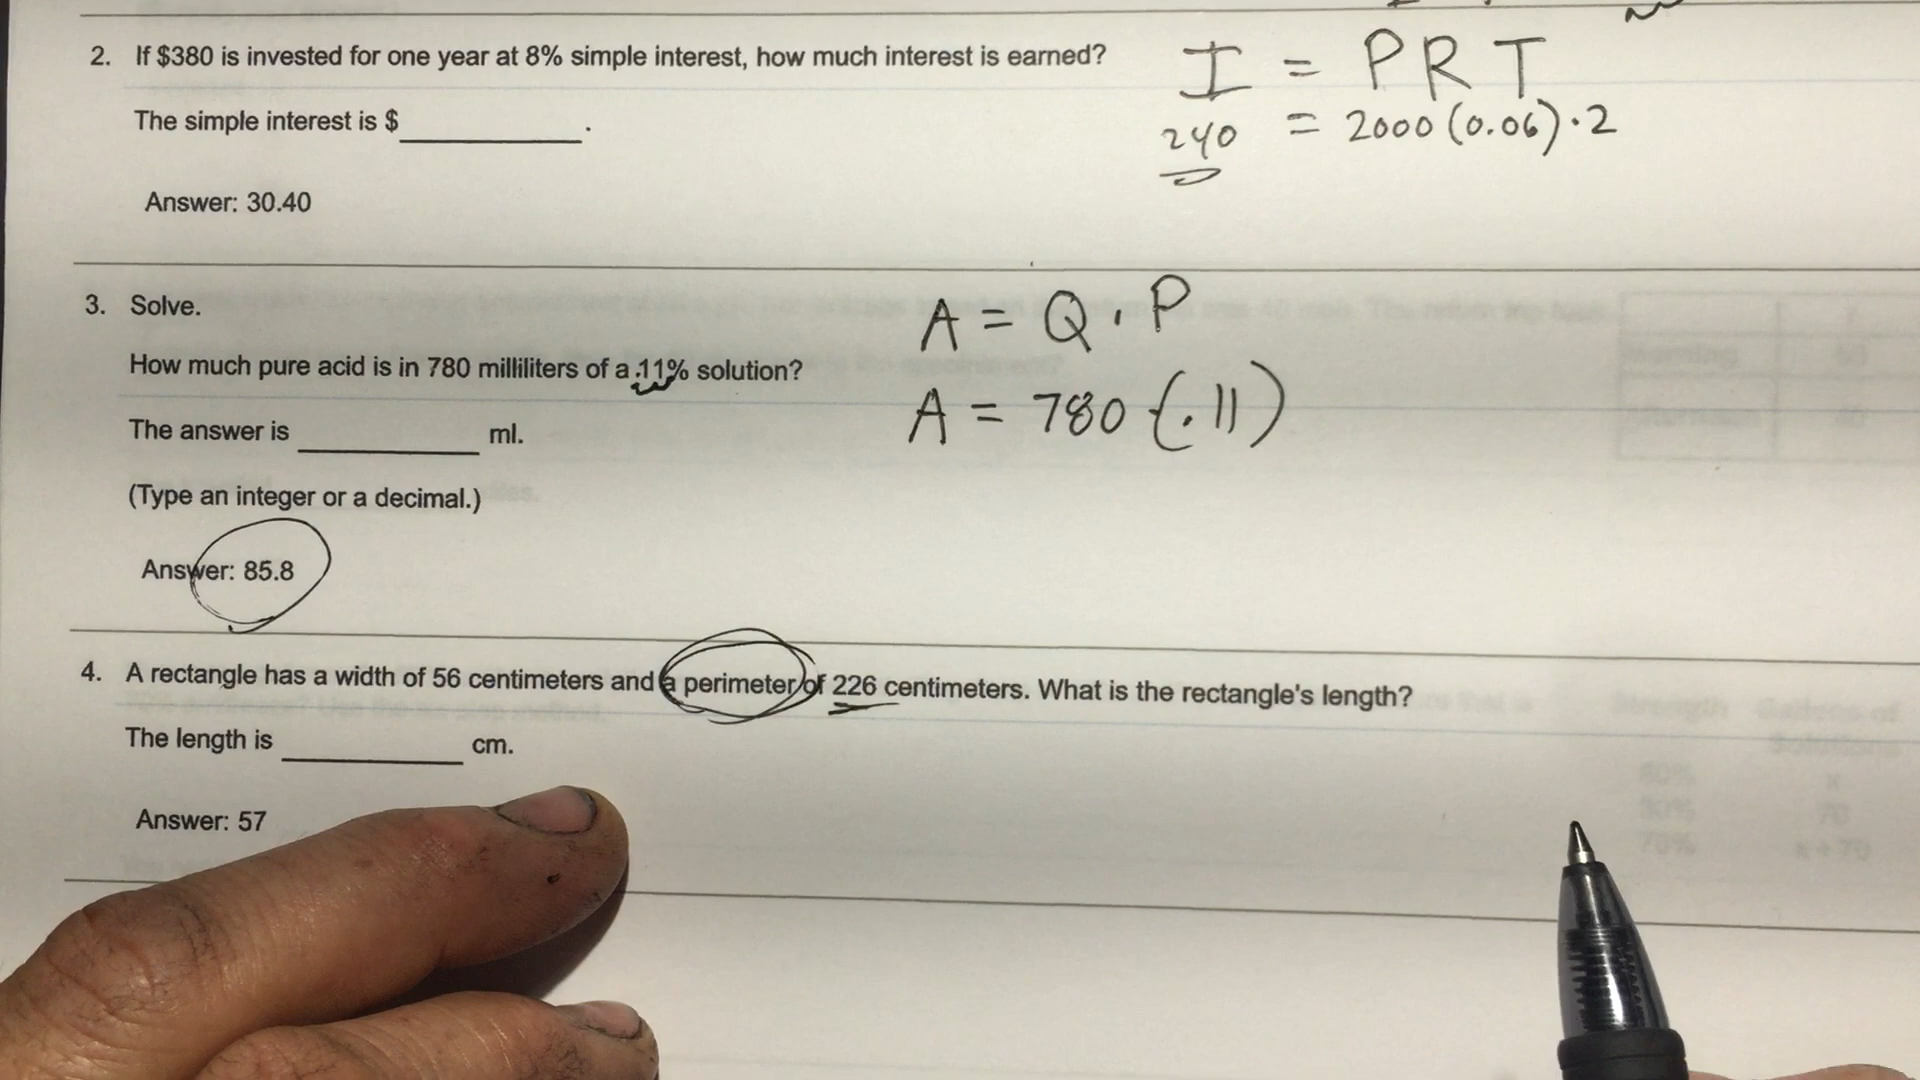 2. If $380 is invested for one year at 8% simple interest, how much interest is earned?
I = PRT
The simple interest is $ .
240 = 2000(0.06)·2
Answer: 30.40
3. Solve.
A = Q · P
How much pure acid is in 780 milliliters of a .11% solution?
A = 780 (.11)
The answer is ml.
(Type an integer or a decimal.)
Answer: 85.8
4. A rectangle has a width of 56 centimeters and a perimeter of 226 centimeters. What is the rectangle's length?
The length is cm.
Answer: 57